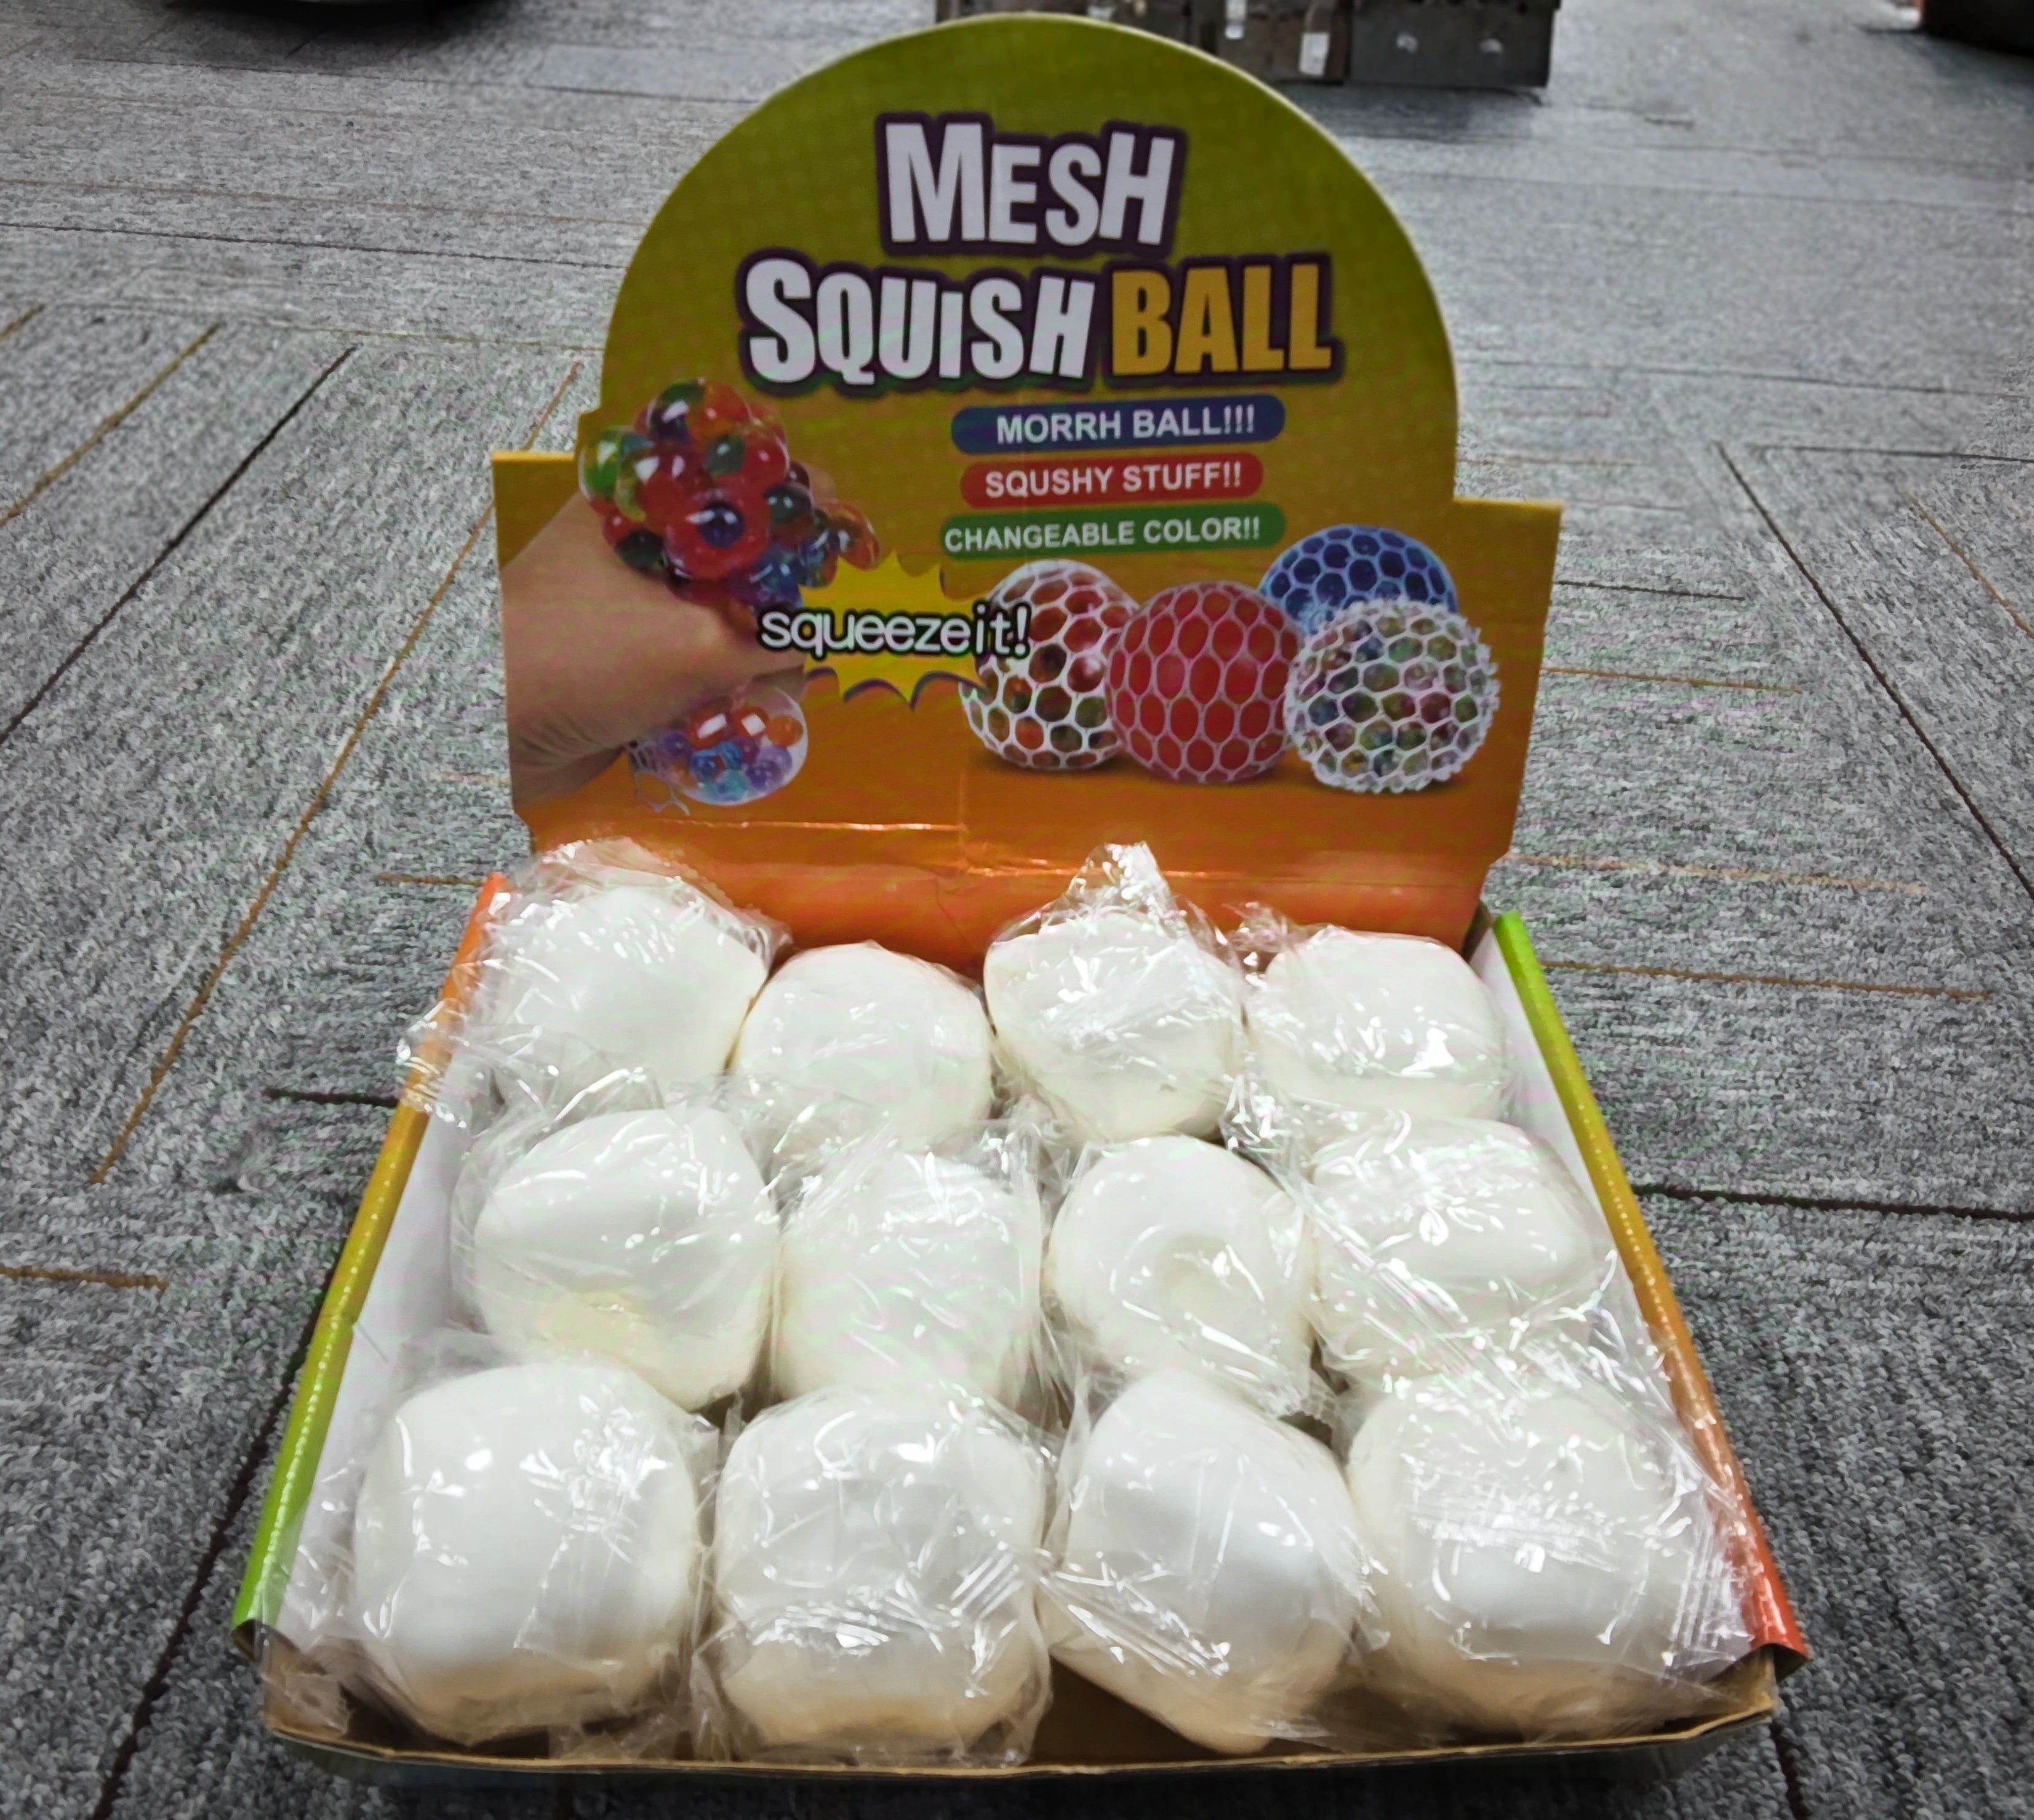 MESH
SQUISH BALL
MORRH BALL!!!
SQUSHY STUFF!!
CHANGEABLE COLOR!!
squeezeit!